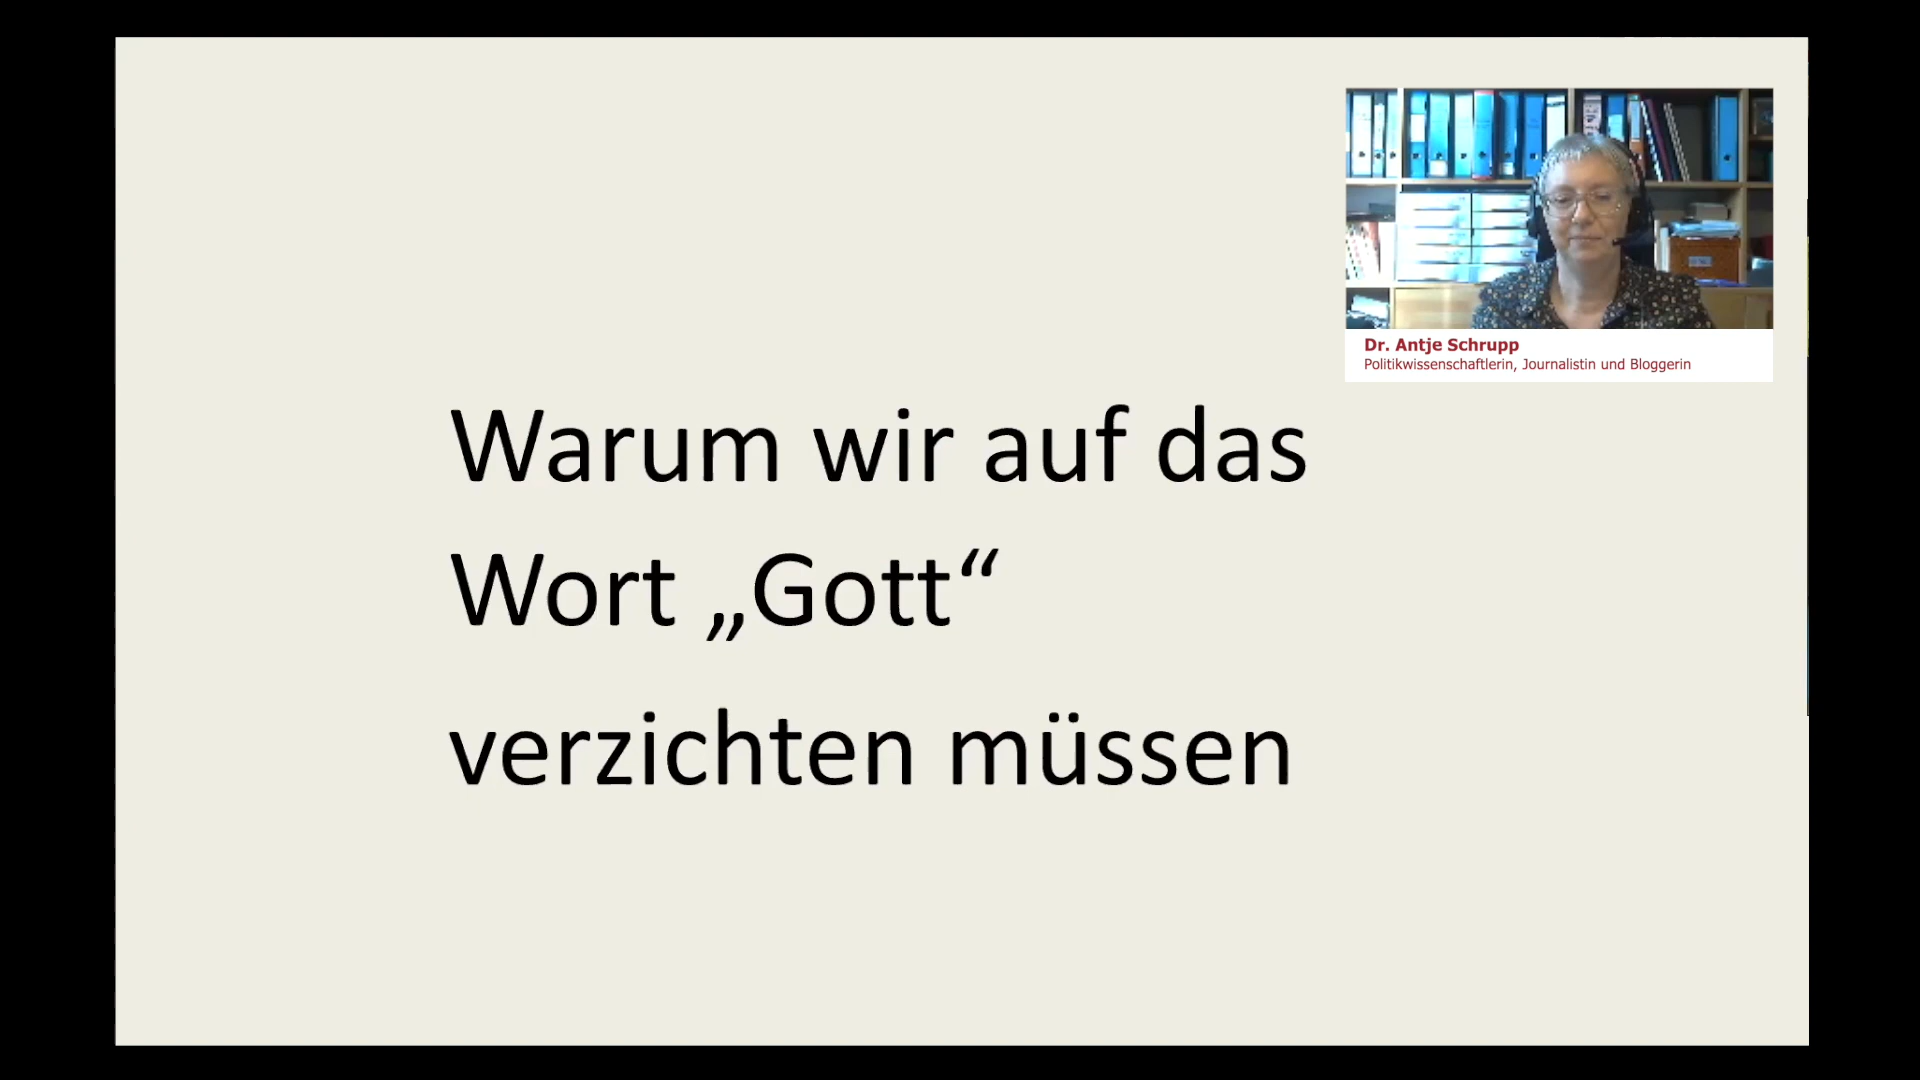 Dr. Antje Schrupp
Politikwissenschaftlerin, Journalistin und Bloggerin
Warum wir auf das
Wort „Gott“
verzichten müssen